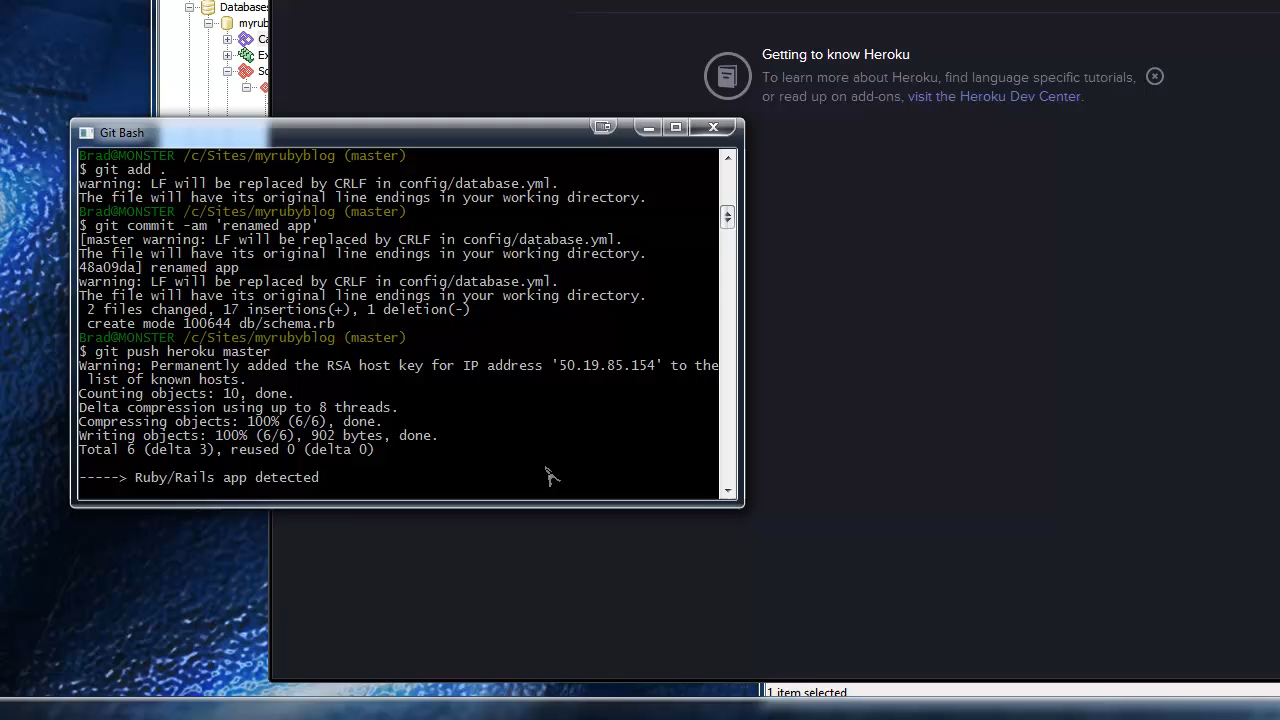 Databases
myrub
Ca
Ex
Sc
Getting to know Heroku
To learn more about Heroku, find language specific tutorials,
or read up on add-ons, visit the Heroku Dev Center.
Git Bash
Brad@MONSTER /c/Sites/myrubyblog (master)
$ git add .
warning: LF will be replaced by CRLF in config/database.yml.
The file will have its original line endings in your working directory.
Brad@MONSTER /c/Sites/myrubyblog (master)
$ git commit -am 'renamed app'
[master warning: LF will be replaced by CRLF in config/database.yml.
The file will have its original line endings in your working directory.
48a09da] renamed app
warning: LF will be replaced by CRLF in config/database.yml.
The file will have its original line endings in your working directory.
2 files changed, 17 insertions(+), 1 deletion(-)
create mode 100644 db/schema.rb
Brad@MONSTER /c/Sites/myrubyblog (master)
$ git push heroku master
Warning: Permanently added the RSA host key for IP address '50.19.85.154' to the
list of known hosts.
Counting objects: 10, done.
Delta compression using up to 8 threads.
Compressing objects: 100% (6/6), done.
Writing objects: 100% (6/6), 902 bytes, done.
Total 6 (delta 3), reused 0 (delta 0)
-----> Ruby/Rails app detected
1 item selected